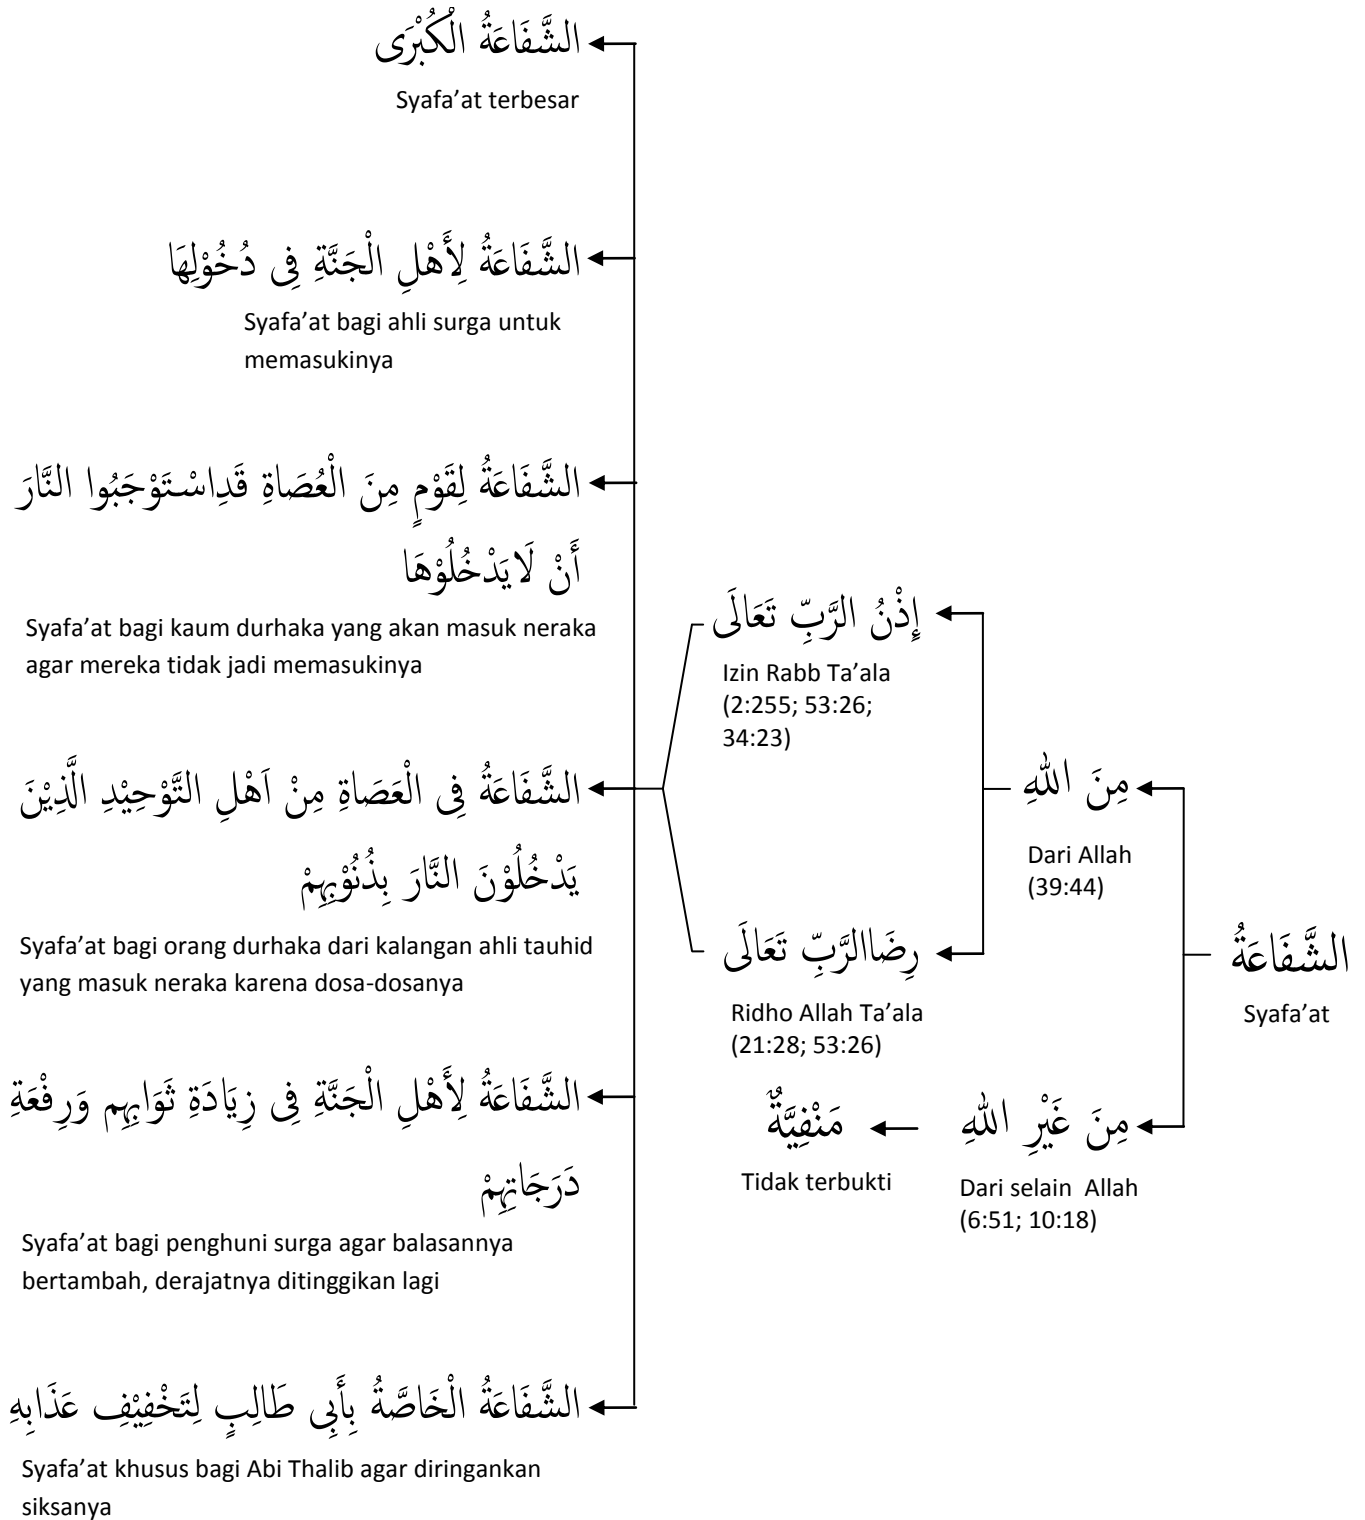 الشَّفَاعَةُ الْكُبْرَى
Syafa’at terbesar
الشَّفَاعَةُ لِأَهْلِ الْجَنَّةِ فِى دُخُوْلِهَا
Syafa’at bagi ahli surga untuk
memasukinya
الشَّفَاعَةُ لِقَوْمٍ مِنَ الْعُصَاةِ قَدِاسْتَوْجَبُوا النَّارَ
أَنْ لَايَدْخُلُوْهَا
Syafa’at bagi kaum durhaka yang akan masuk neraka
agar mereka tidak jadi memasukinya
الشَّفَاعَةُ فِى الْعَصَاةِ مِنْ اَهْلِ التَّوْحِيْدِ الَّذِيْنَ
يَدْخُلُوْنَ النَّارَ بِذُنُوْبِهِمْ
Syafa’at bagi orang durhaka dari kalangan ahli tauhid
yang masuk neraka karena dosa-dosanya
الشَّفَاعَةُ لِأَهْلِ الْجَنَّةِ فِى زِيَادَةِ ثَوَابِهِم وَرِفْعَةِ
دَرَجَاتِهِمْ
Syafa’at bagi penghuni surga agar balasannya
bertambah, derajatnya ditinggikan lagi
الشَّفَاعَةُ الْخَاصَّةُ بِأَبِى طَالِبٍ لِتَخْفِيْفِ عَذَابِهِ
Syafa’at khusus bagi Abi Thalib agar diringankan
siksanya
إِذْنُ الرَّبِّ تَعَالَى
Izin Rabb Ta’ala
(2:255; 53:26;
34:23)
رِضَاالرَّبِّ تَعَالَى
Ridho Allah Ta’ala
(21:28; 53:26)
مَنْفِيَّةٌ
Tidak terbukti
مِنَ اللهِ
Dari Allah
(39:44)
مِنَ غَيْرِ اللهِ
Dari selain Allah
(6:51; 10:18)
الشَّفَاعَةُ
Syafa’at